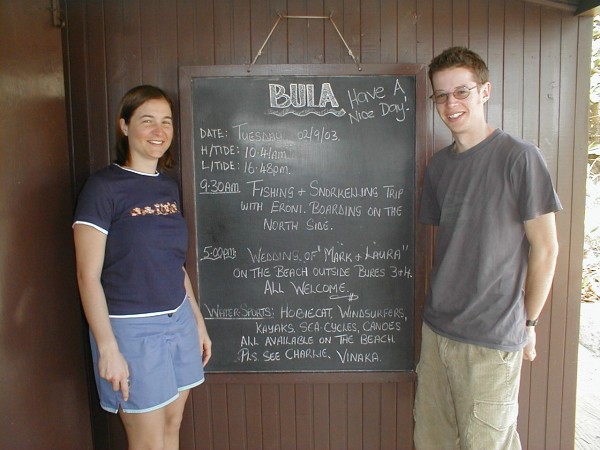 BULA HAVE A
NICE DAY!
DATE: TUESDAY, 02/9/03.
H/TIDE: 10.41am
L/TIDE: 16.48pm
9:30AM FISHING + SNORKELLING TRIP
WITH ERONI. BOARDING ON THE
NORTH SIDE.
5:00pm: WEDDING OF "MARK + LAURA"
ON THE BEACH OUTSIDE BURES 3+4.
ALL WELCOME.
WATER-SPORTS: HOBIECAT, WINDSURFERS,
KAYAKS, SEA CYCLES, CANOES
ALL AVAILABLE ON THE BEACH
PLS SEE CHARLIE. VINAKA.